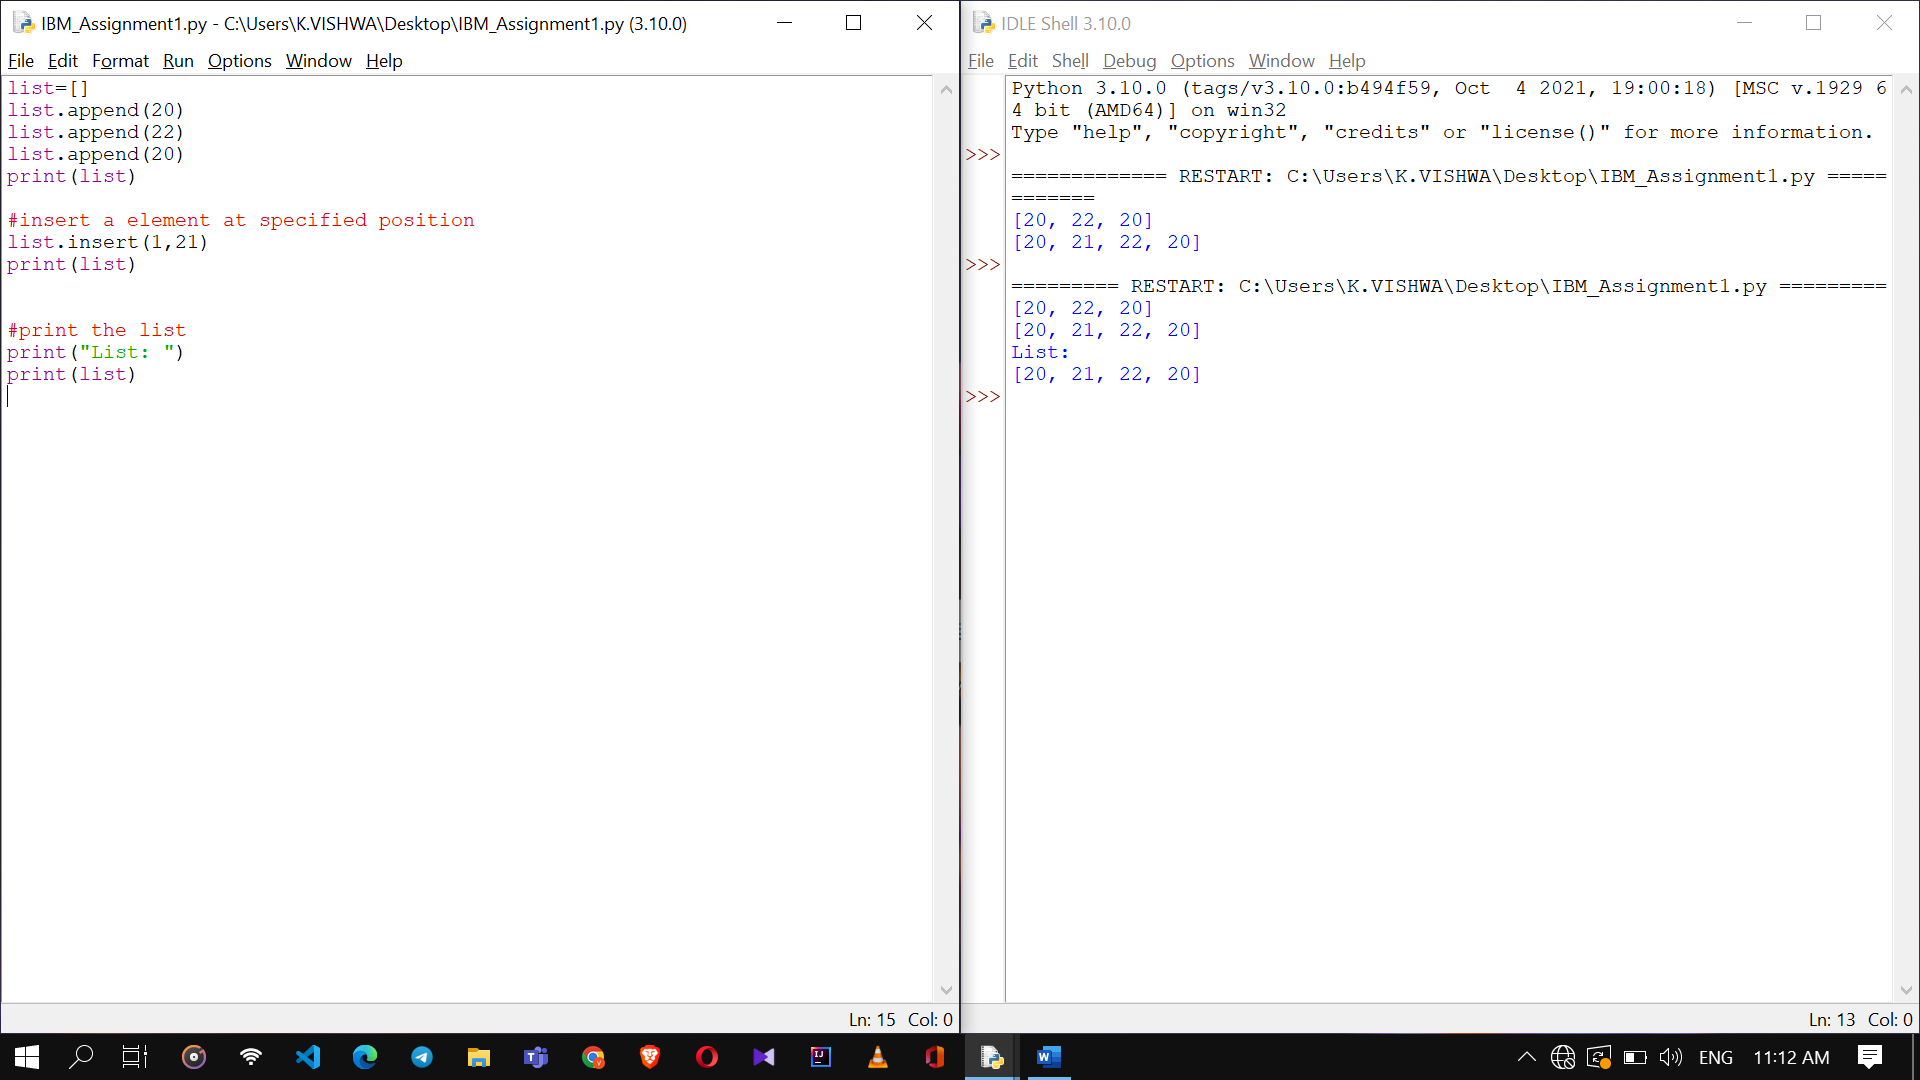 IBM_Assignment1.py - C:\Users\K.VISHWA\Desktop\IBM_Assignment1.py (3.10.0)
File Edit Format Run Options Window Help
list=[]
list.append(20)
list.append(22)
list.append(20)
print(list)
#insert a element at specified position
list.insert(1,21)
print(list)
#print the list
print("List: ")
print(list)
Ln: 15 Col: 0
IDLE Shell 3.10.0
File Edit Shell Debug Options Window Help
Python 3.10.0 (tags/v3.10.0:b494f59, Oct  4 2021, 19:00:18) [MSC v.1929 6
4 bit (AMD64)] on win32
Type "help", "copyright", "credits" or "license()" for more information.
>>>
============= RESTART: C:\Users\K.VISHWA\Desktop\IBM_Assignment1.py =====
=======
[20, 22, 20]
[20, 21, 22, 20]
>>>
========= RESTART: C:\Users\K.VISHWA\Desktop\IBM_Assignment1.py =========
[20, 22, 20]
[20, 21, 22, 20]
List:
[20, 21, 22, 20]
>>>
Ln: 13 Col: 0
ENG 11:12 AM